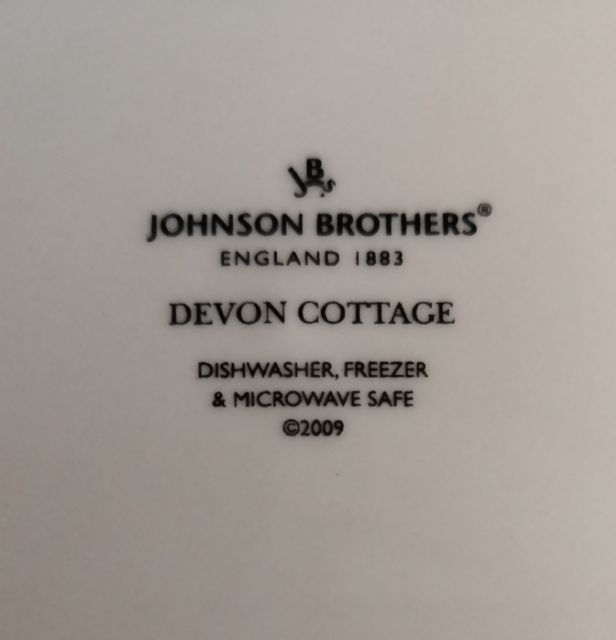 JBs
JOHNSON BROTHERS®
ENGLAND 1883
DEVON COTTAGE
DISHWASHER, FREEZER
& MICROWAVE SAFE
©2009